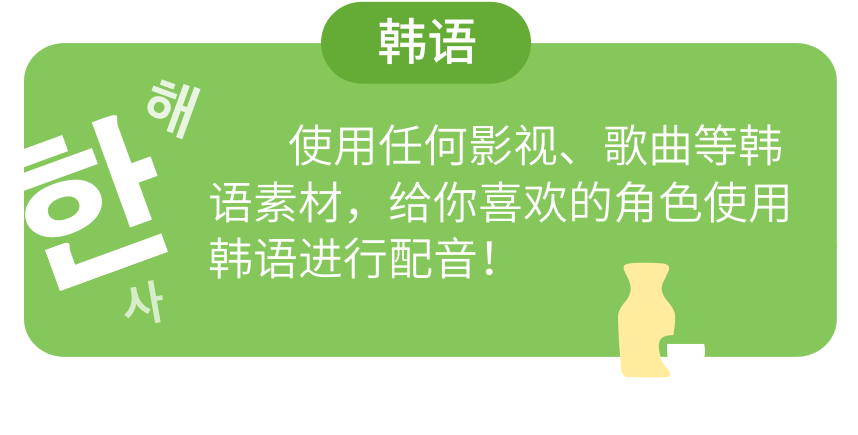 韩语
해
한
사
使用任何影视、歌曲等韩
语素材，给你喜欢的角色使用
韩语进行配音！